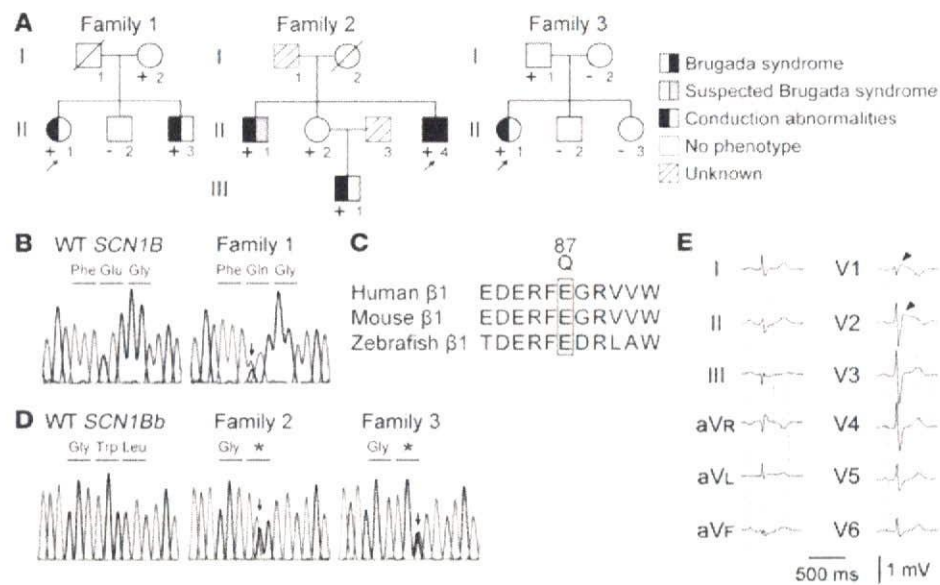 A
Family 1
Family 2
Family 3
I
1
+ 2
I
1
2
I
+ 1
- 2
II
+ 1
- 2
+ 3
II
+ 1
+ 2
3
+ 4
II
+ 1
- 2
- 3
III
+ 1
Brugada syndrome
Suspected Brugada syndrome
Conduction abnormalities
No phenotype
Unknown
B
WT SCN1B
Family 1
Phe Glu Gly
Phe Gln Gly
C
87
Q
Human β1 EDERFEGRVVW
Mouse β1 EDERFEGRVVW
Zebrafish β1 TDERFEDRLAW
D
WT SCN1Bb
Family 2
Family 3
Gly Trp Leu
Gly *
Gly *
E
I V1
II V2
III V3
aVR V4
aVL V5
aVF V6
500 ms
1 mV